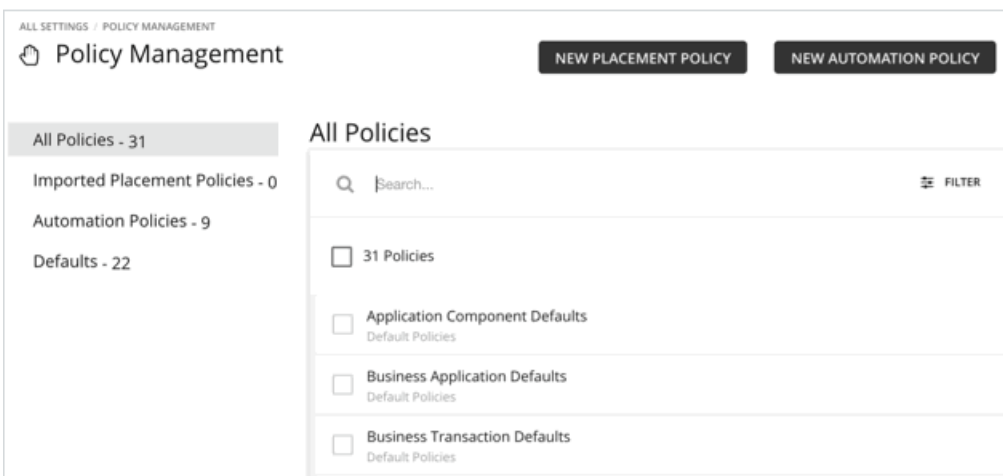 ALL SETTINGS / POLICY MANAGEMENT
Policy Management
NEW PLACEMENT POLICY
NEW AUTOMATION POLICY
All Policies - 31
Imported Placement Policies - 0
Automation Policies - 9
Defaults - 22
All Policies
Search...
FILTER
31 Policies
Application Component Defaults
Default Policies
Business Application Defaults
Default Policies
Business Transaction Defaults
Default Policies